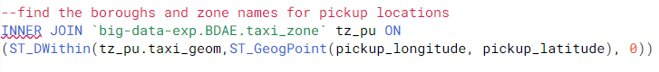 --find the boroughs and zone names for pickup locations
INNER JOIN `big-data-exp.BDAE.taxi_zone` tz_pu ON
(ST_DWithin(tz_pu.taxi_geom,ST_GeogPoint(pickup_longitude, pickup_latitude), 0))